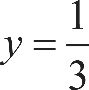 y = 1/3